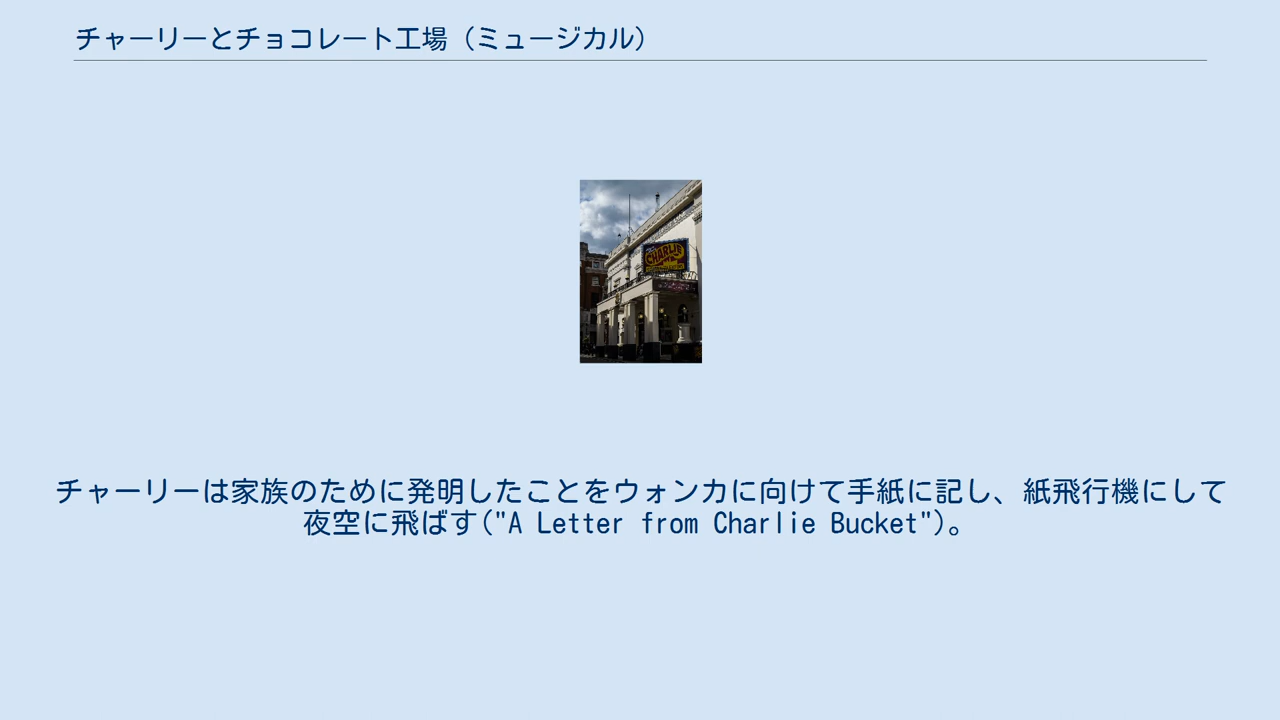 チャーリーとチョコレート工場（ミュージカル）
CHARLIE
チャーリーは家族のために発明したことをウォンカに向けて手紙に記し、紙飛行機にして
夜空に飛ばす("A Letter from Charlie Bucket")。